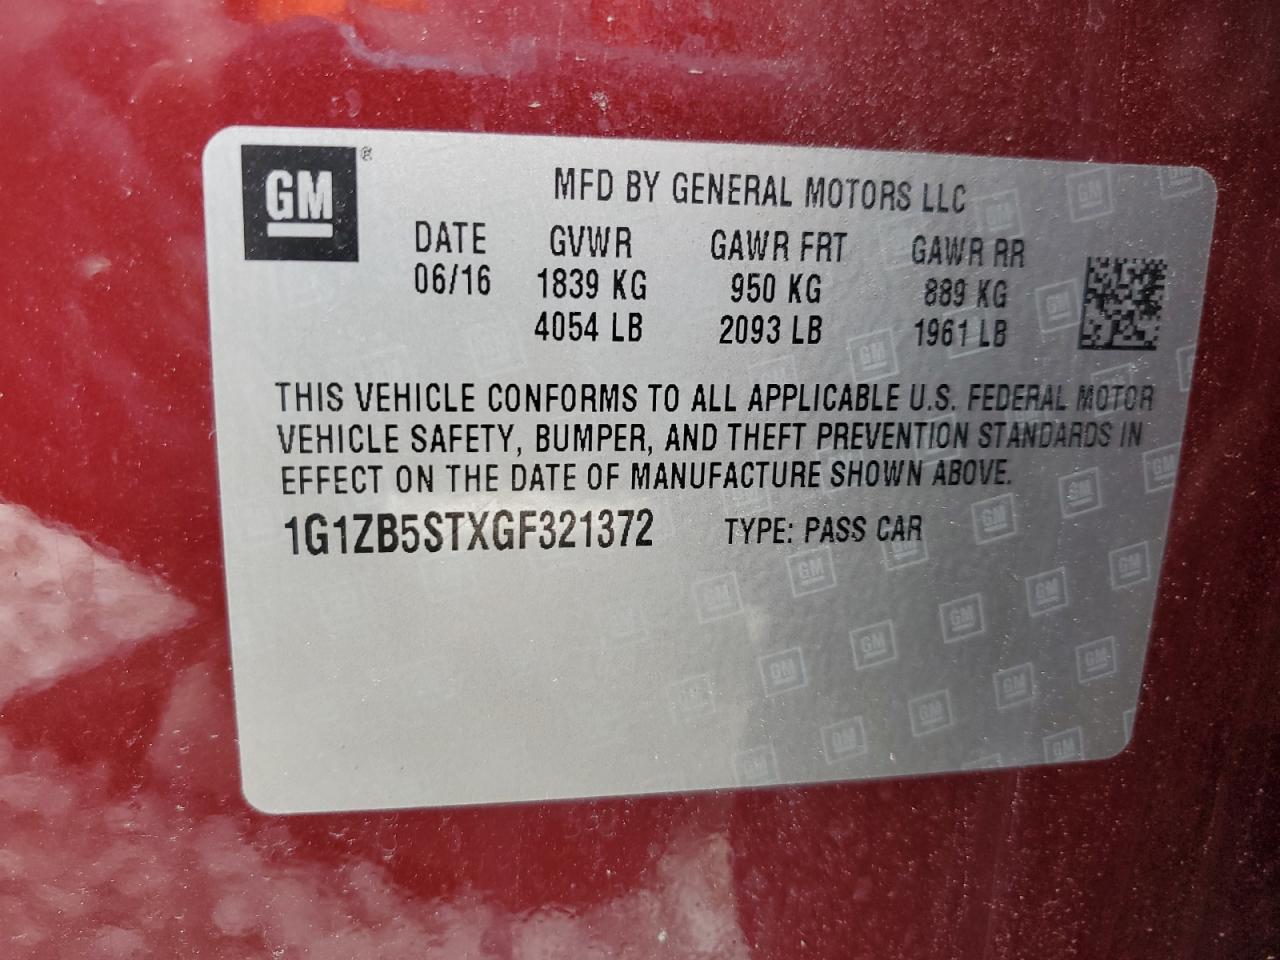 GM®
MFD BY GENERAL MOTORS LLC
DATE GVWR GAWR FRT GAWR RR
06/16 1839 KG 950 KG 889 KG
4054 LB 2093 LB 1961 LB
THIS VEHICLE CONFORMS TO ALL APPLICABLE U.S. FEDERAL MOTOR
VEHICLE SAFETY, BUMPER, AND THEFT PREVENTION STANDARDS IN
EFFECT ON THE DATE OF MANUFACTURE SHOWN ABOVE.
1G1ZB5STXGF321372 TYPE: PASS CAR